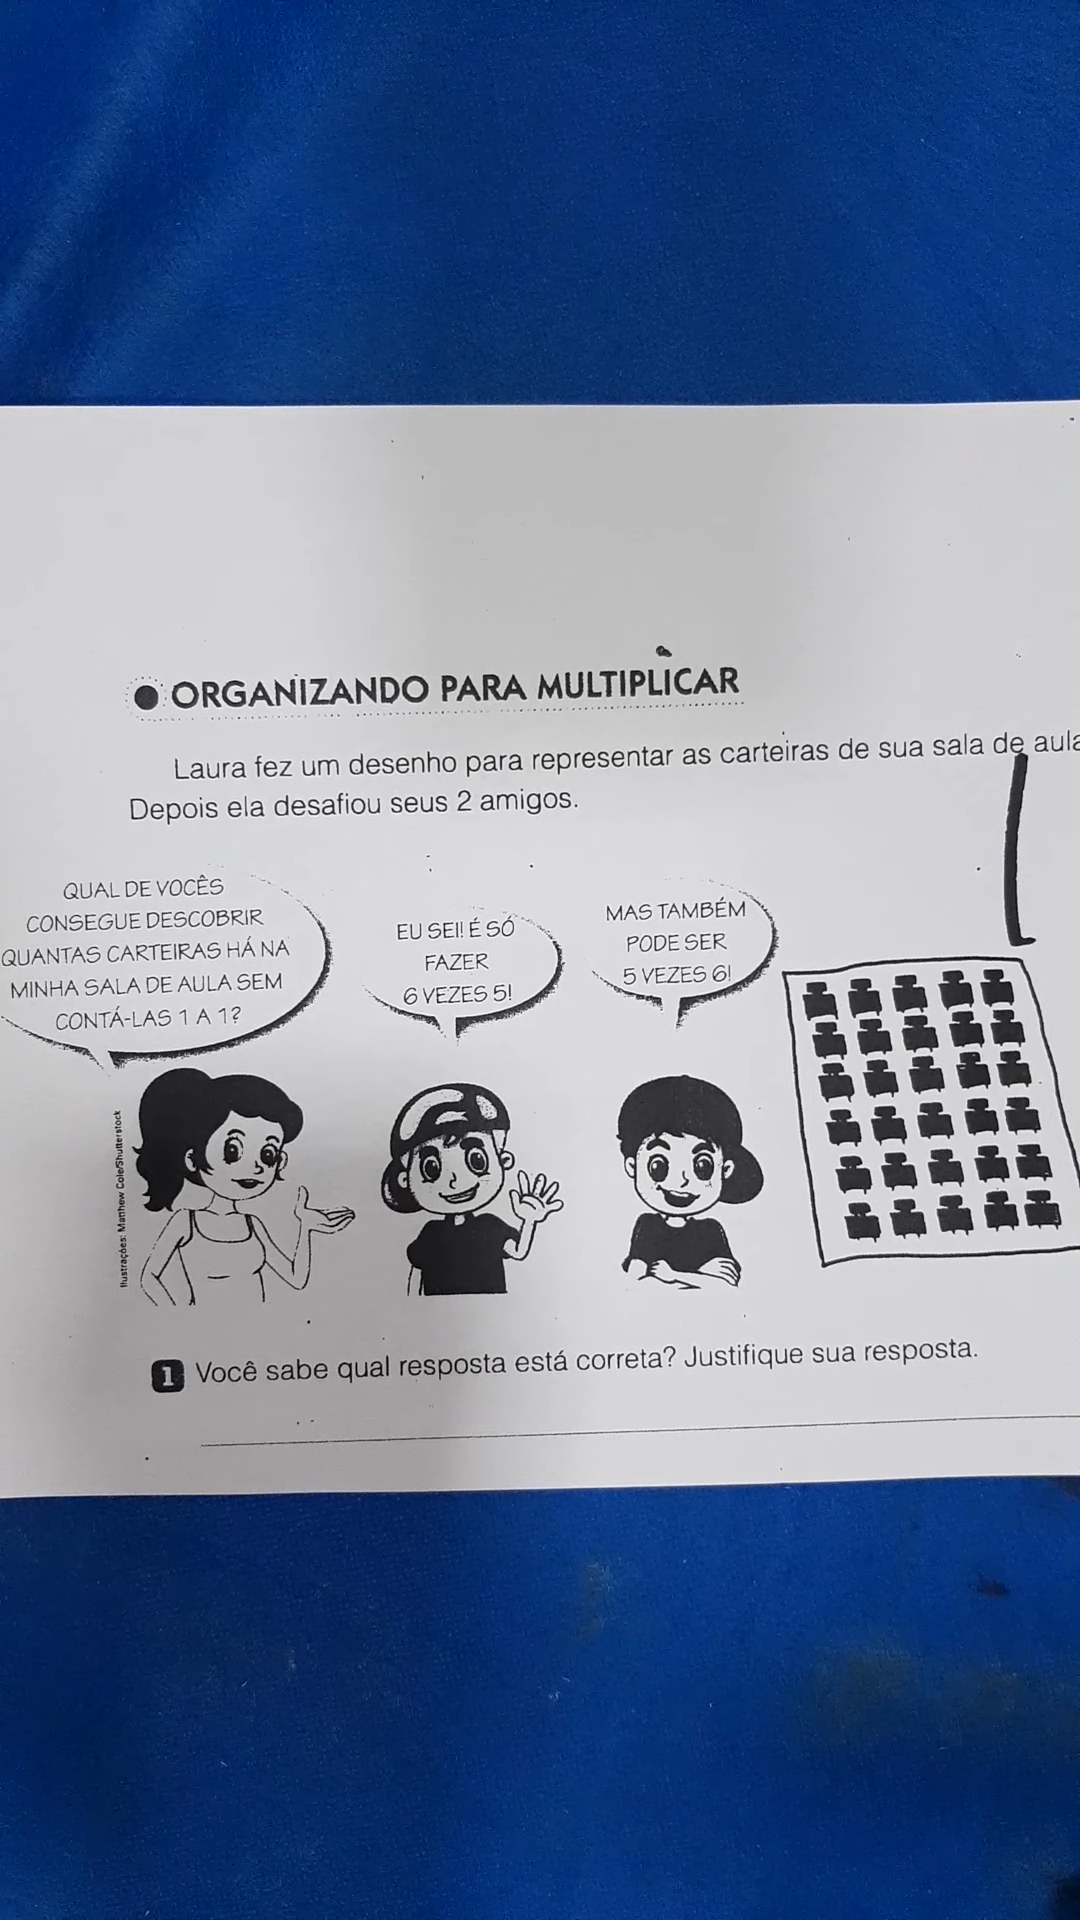 ORGANIZANDO PARA MULTIPLICAR
Laura fez um desenho para representar as carteiras de sua sala de aula
Depois ela desafiou seus 2 amigos.
QUAL DE VOCÊS
CONSEGUE DESCOBRIR
QUANTAS CARTEIRAS HÁ NA
MINHA SALA DE AULA SEM
CONTÁ-LAS 1 A 1?
EU SEI! É SÓ
FAZER
6 VEZES 5!
MAS TAMBÉM
PODE SER
5 VEZES 6!
Ilustrações: Matthew Cole/Shutterstock
1 Você sabe qual resposta está correta? Justifique sua resposta.